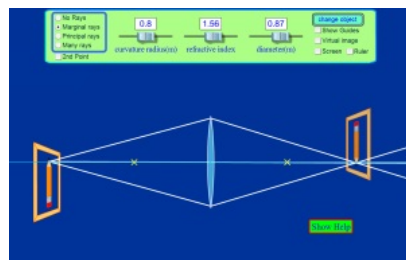 No Rays
Marginal rays
Principal rays
Many rays
2nd Point
0.8
curvature radius(m)
1.56
refractive index
0.87
diameter(m)
change object
Show Guides
Virtual Image
Screen
Ruler
Show Help